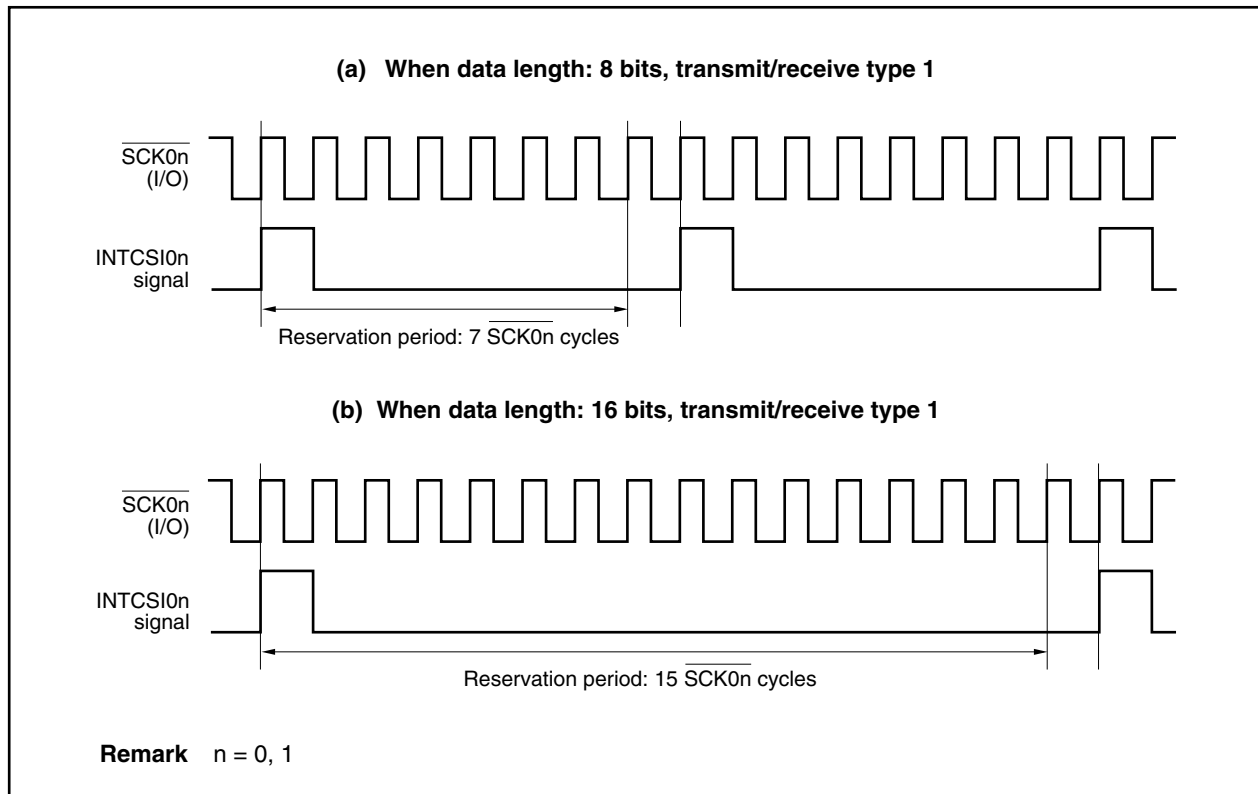 (a) When data length: 8 bits, transmit/receive type 1
SCK0n
(I/O)
INTCSI0n
signal
Reservation period: 7 SCK0n cycles
(b) When data length: 16 bits, transmit/receive type 1
SCK0n
(I/O)
INTCSI0n
signal
Reservation period: 15 SCK0n cycles
Remark n = 0, 1